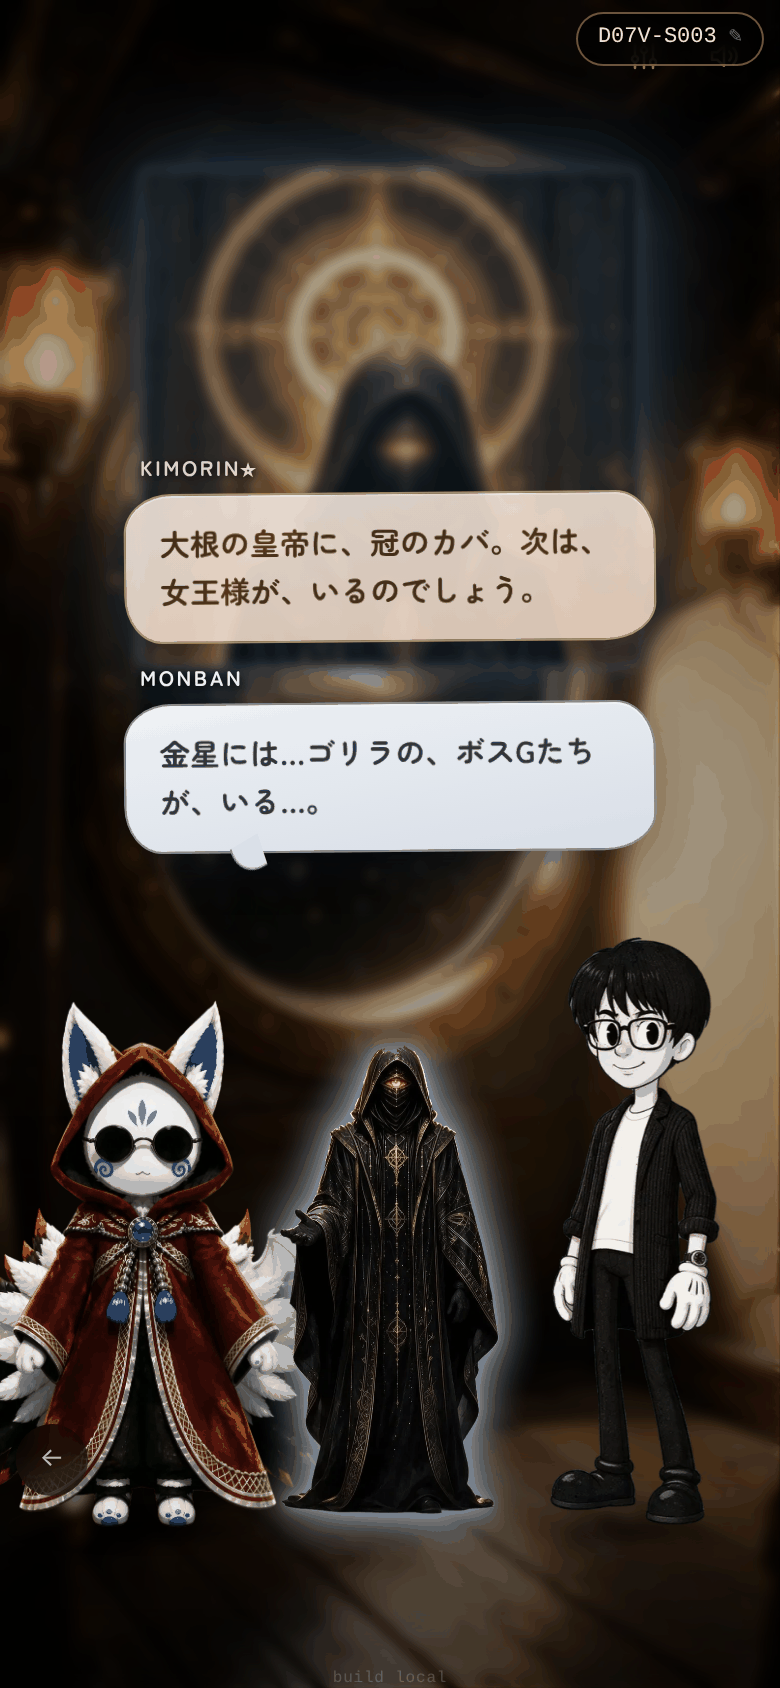 D07V-S003 ✎
KIMORIN★
大根の皇帝に、冠のカバ。次は、
女王様が、いるのでしょう。
MONBAN
金星には…ゴリラの、ボスGたち
が、いる…。
←
build local